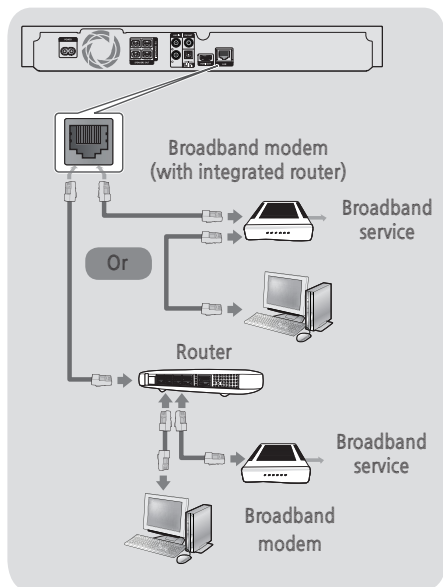 Broadband modem
(with integrated router)
Broadband
service
Or
Router
Broadband
service
Broadband
modem